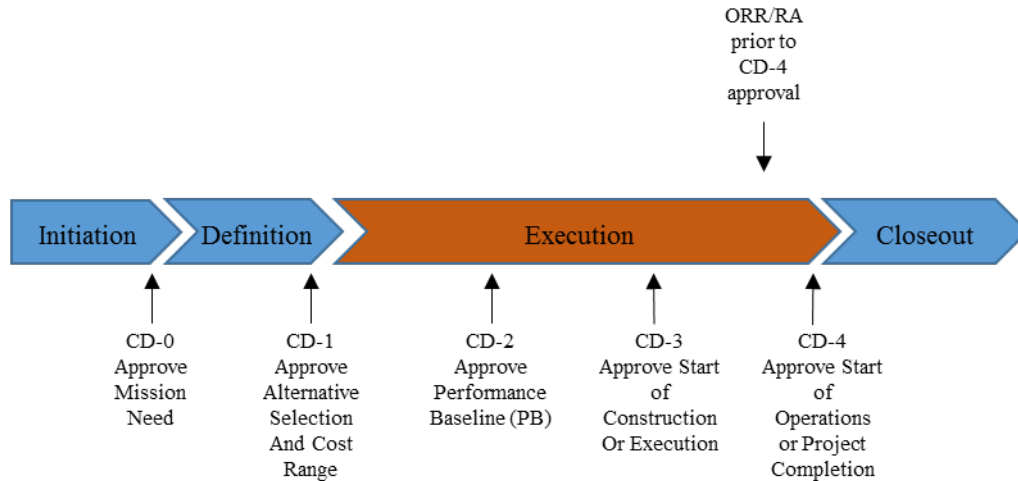 ORR/RA
prior to
CD-4
approval
Initiation
Definition
Execution
Closeout
CD-0
Approve
Mission
Need
CD-1
Approve
Alternative
Selection
And Cost
Range
CD-2
Approve
Performance
Baseline (PB)
CD-3
Approve Start
of
Construction
Or Execution
CD-4
Approve Start
of
Operations
or Project
Completion